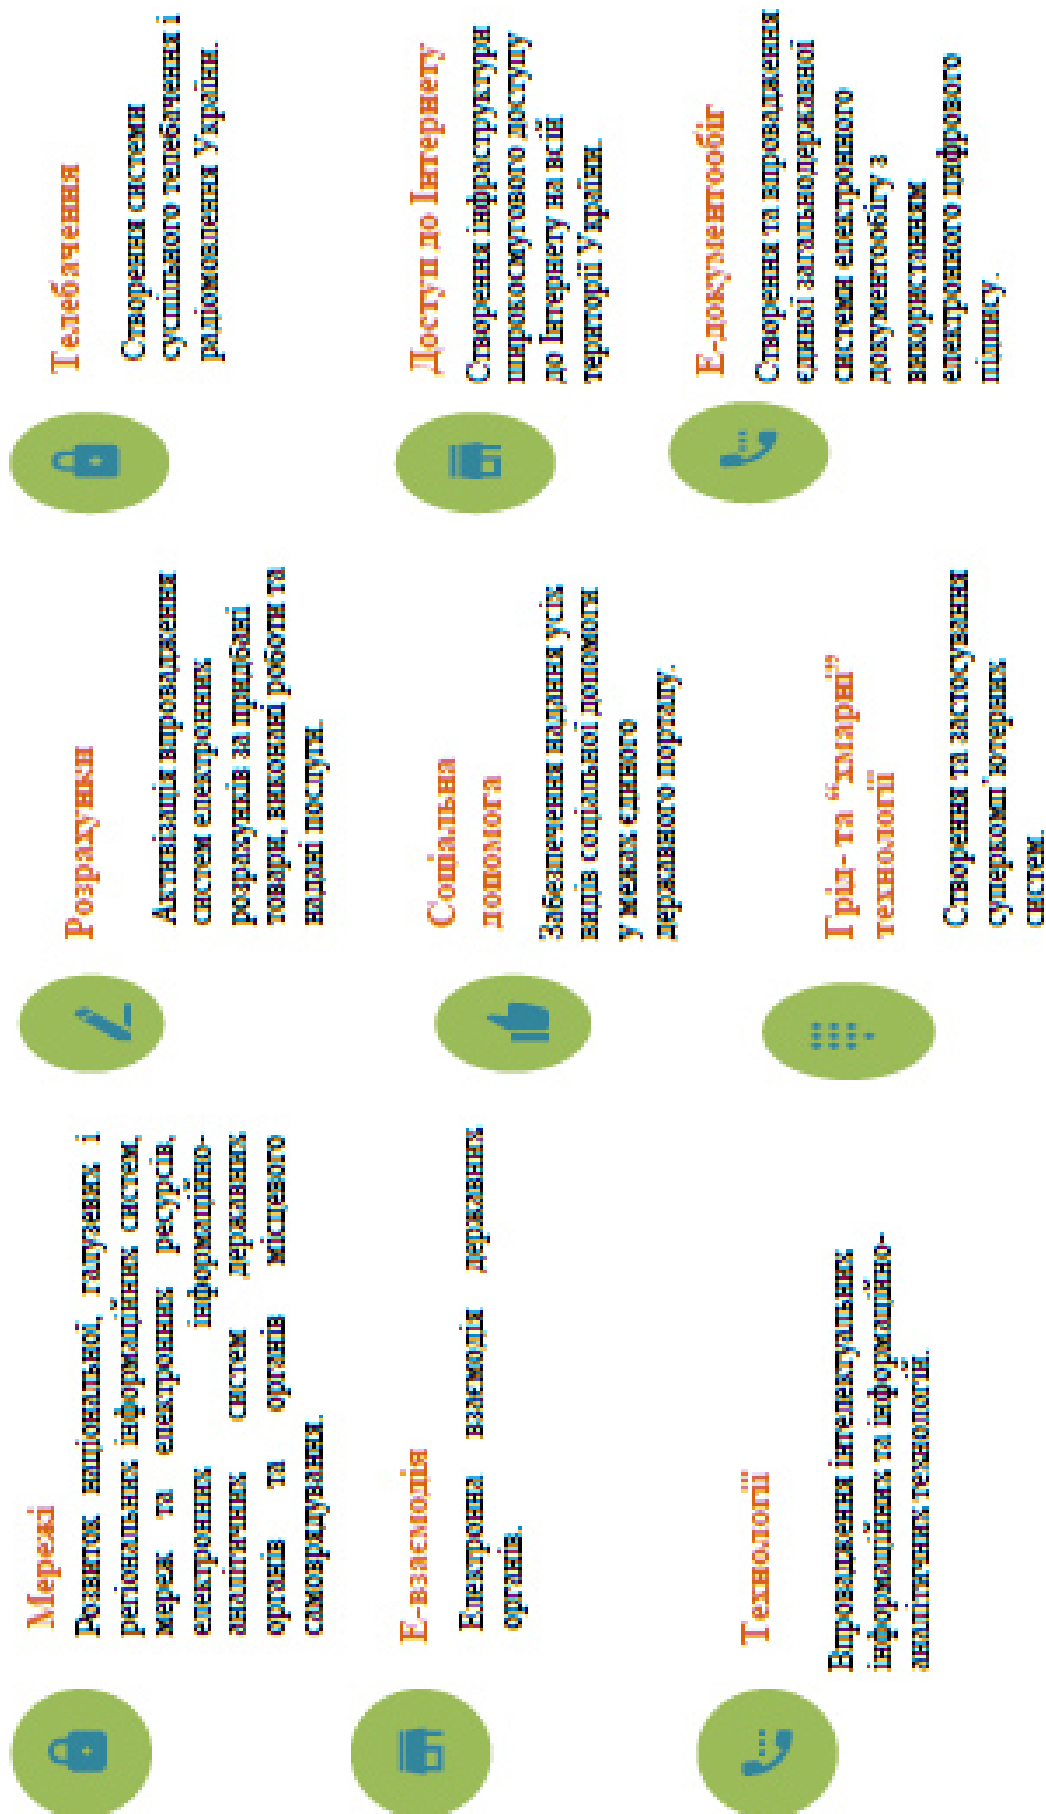 Мережі
Розвиток національної, галузевих і
регіональних інформаційних систем,
мереж та електронних ресурсів,
електронних інформаційно-
аналітичних систем державних
органів та органів місцевого
самоврядування.
Розрахунки
Активізація впровадження
систем електронних
розрахунків за придбані
товари, виконані роботи та
надані послуги.
Телебачення
Створення системи
суспільного телебачення і
радіомовлення України.
Е-взаємодія
Електронна взаємодія державних
органів.
Соціальна
допомога
Забезпечення надання усіх
видів соціальної допомоги
у межах єдиного
державного порталу.
Доступ до Інтернету
Створення інфраструктури
широкосмугового доступу
до Інтернету на всій
території України.
Технології
Впровадження інтелектуальних
інформаційних та інформаційно-
аналітичних технологій.
Грід- та “хмарні”
технології
Створення та застосування
суперкомп’ютерних
систем.
Е-документообіг
Створення та впровадження
єдиної загальнодержавної
системи електронного
документообігу з
використанням
електронного цифрового
підпису.